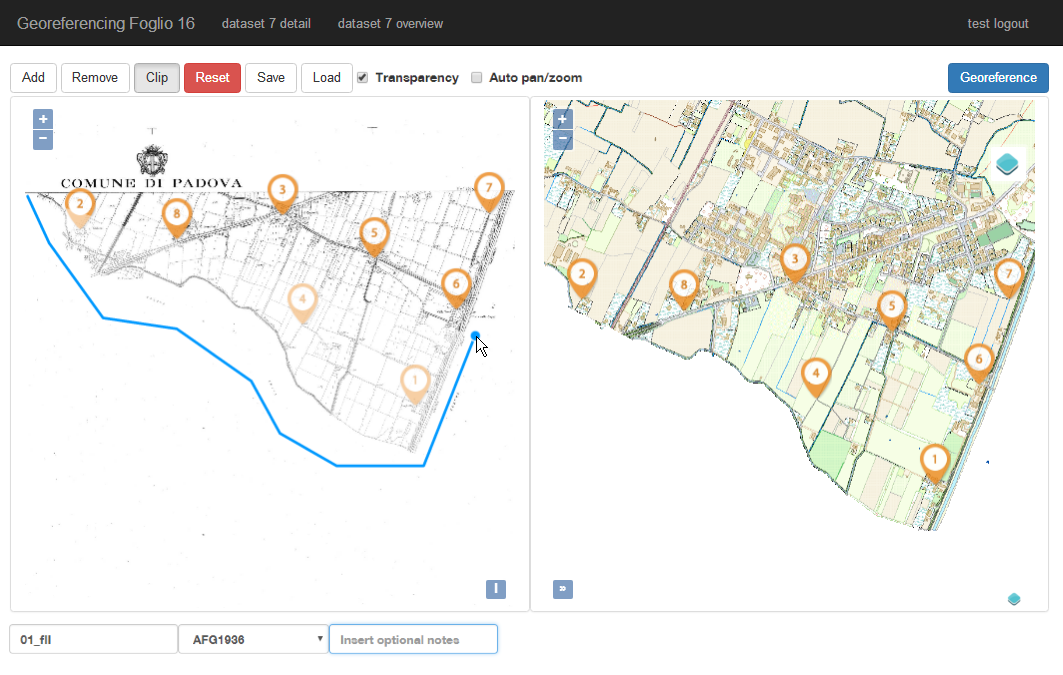 Georeferencing Foglio 16 dataset 7 detail dataset 7 overview test logout
Add Remove Clip Reset Save Load Transparency Auto pan/zoom Georeference
+
−
COMUNE DI PADOVA
2 8 3 7
5
4 6
1
I
+
−
3
2 8 7
5
4 6
1
»
01_fII AFG1936 Insert optional notes